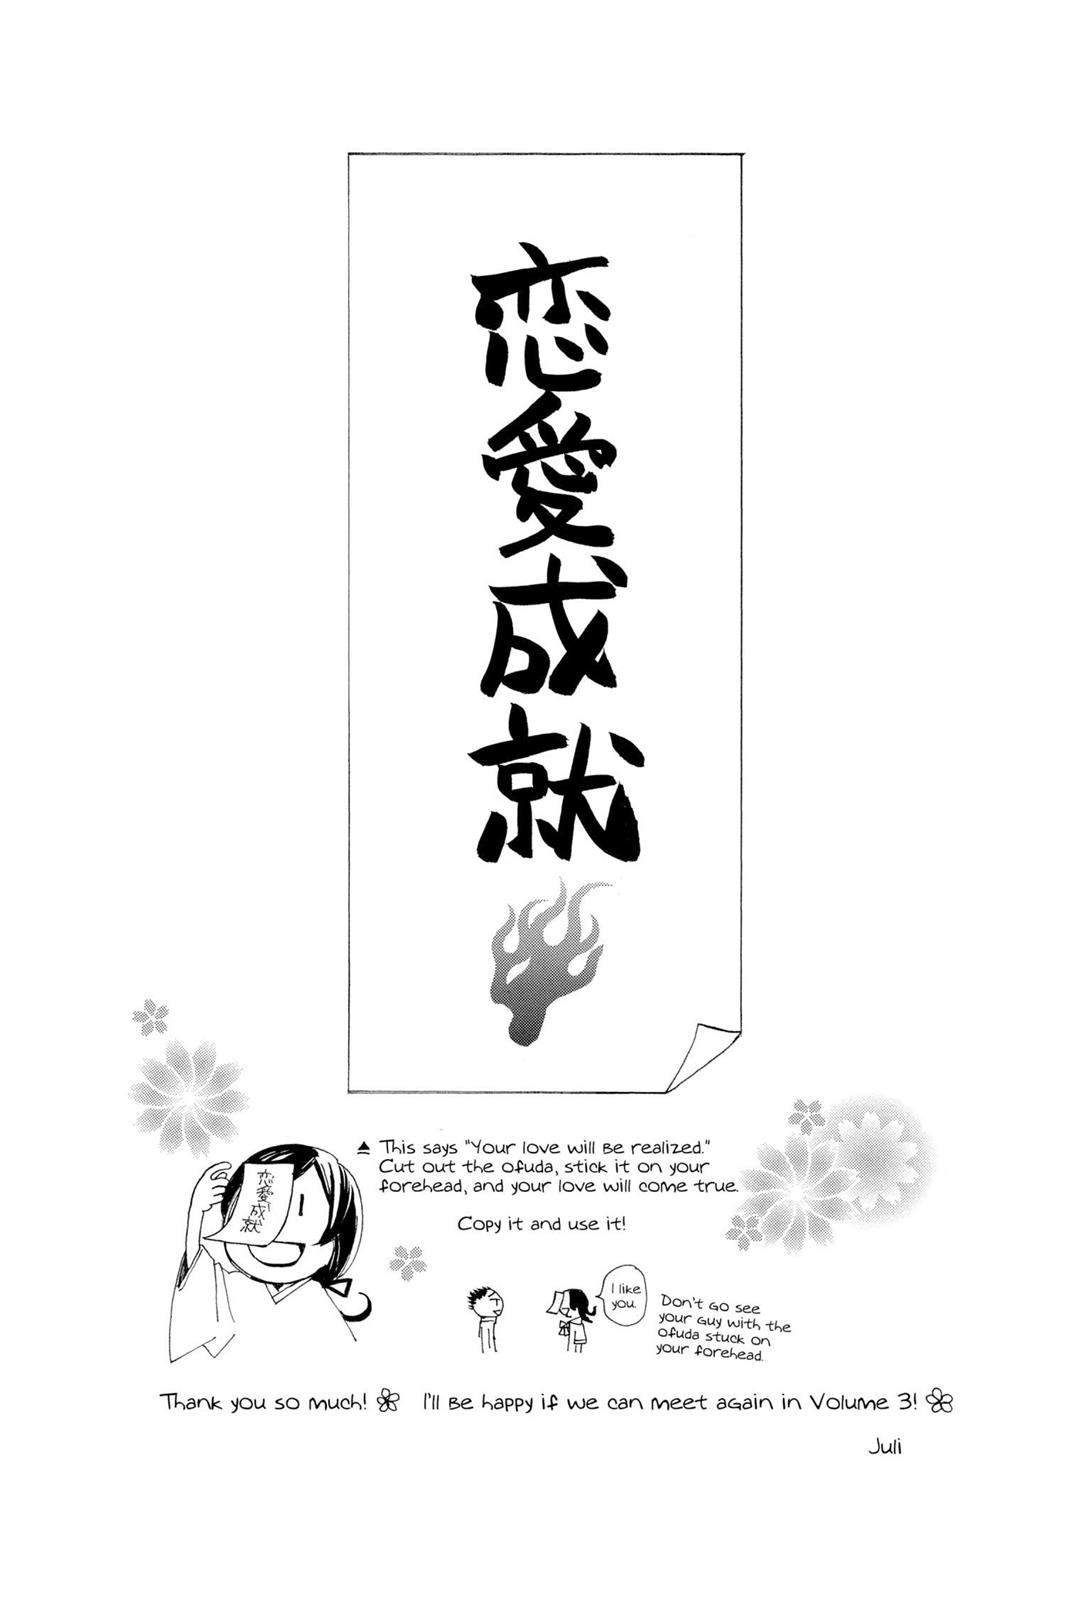 恋愛成就
This says "Your love will be realized."
Cut out the ofuda, stick it on your
forehead, and your love will come true.
Copy it and use it!
恋愛成就
I like
you.
Don't go see
your guy with the
ofuda stuck on
your forehead.
Thank you so much! I'll be happy if we can meet again in Volume 3!
Juli